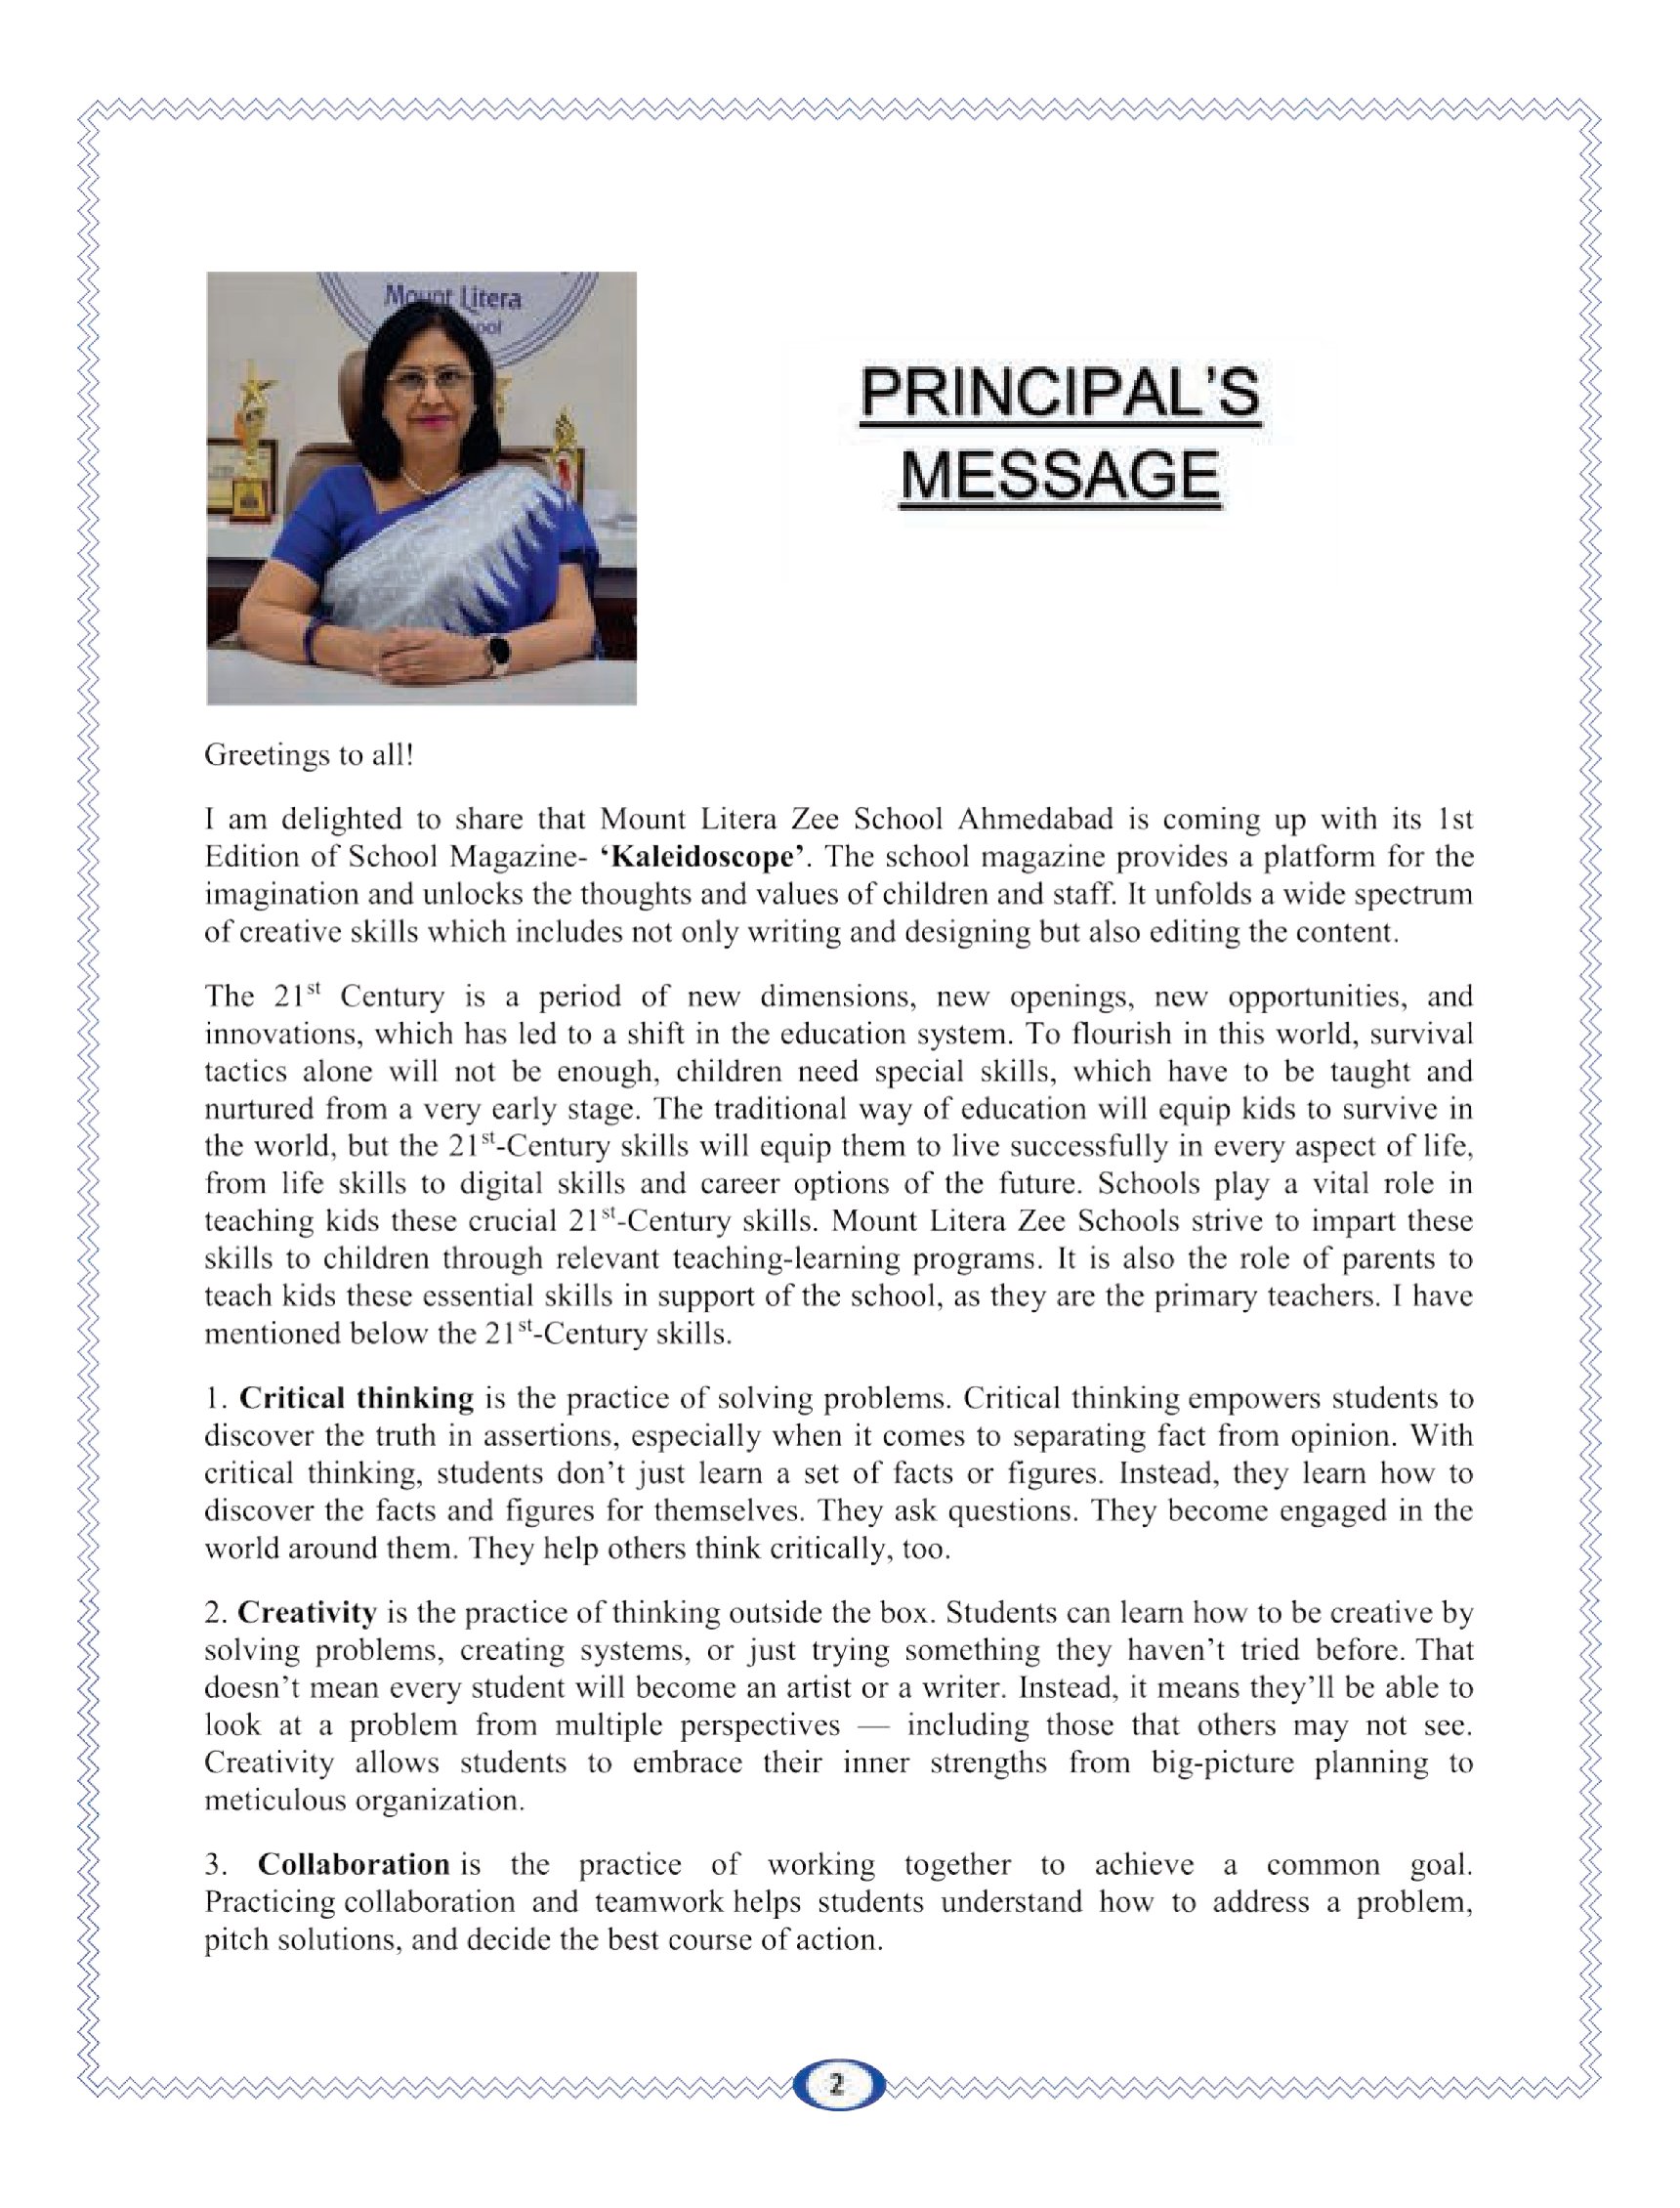 Mount Litera
PRINCIPAL'S
MESSAGE
Greetings to all!
I am delighted to share that Mount Litera Zee School Ahmedabad is coming up with its 1st
Edition of School Magazine- ‘Kaleidoscope’. The school magazine provides a platform for the
imagination and unlocks the thoughts and values of children and staff. It unfolds a wide spectrum
of creative skills which includes not only writing and designing but also editing the content.
The 21st Century is a period of new dimensions, new openings, new opportunities, and
innovations, which has led to a shift in the education system. To flourish in this world, survival
tactics alone will not be enough, children need special skills, which have to be taught and
nurtured from a very early stage. The traditional way of education will equip kids to survive in
the world, but the 21st-Century skills will equip them to live successfully in every aspect of life,
from life skills to digital skills and career options of the future. Schools play a vital role in
teaching kids these crucial 21st-Century skills. Mount Litera Zee Schools strive to impart these
skills to children through relevant teaching-learning programs. It is also the role of parents to
teach kids these essential skills in support of the school, as they are the primary teachers. I have
mentioned below the 21st-Century skills.
1. Critical thinking is the practice of solving problems. Critical thinking empowers students to
discover the truth in assertions, especially when it comes to separating fact from opinion. With
critical thinking, students don’t just learn a set of facts or figures. Instead, they learn how to
discover the facts and figures for themselves. They ask questions. They become engaged in the
world around them. They help others think critically, too.
2. Creativity is the practice of thinking outside the box. Students can learn how to be creative by
solving problems, creating systems, or just trying something they haven’t tried before. That
doesn’t mean every student will become an artist or a writer. Instead, it means they’ll be able to
look at a problem from multiple perspectives — including those that others may not see.
Creativity allows students to embrace their inner strengths from big-picture planning to
meticulous organization.
3. Collaboration is the practice of working together to achieve a common goal.
Practicing collaboration and teamwork helps students understand how to address a problem,
pitch solutions, and decide the best course of action.
2